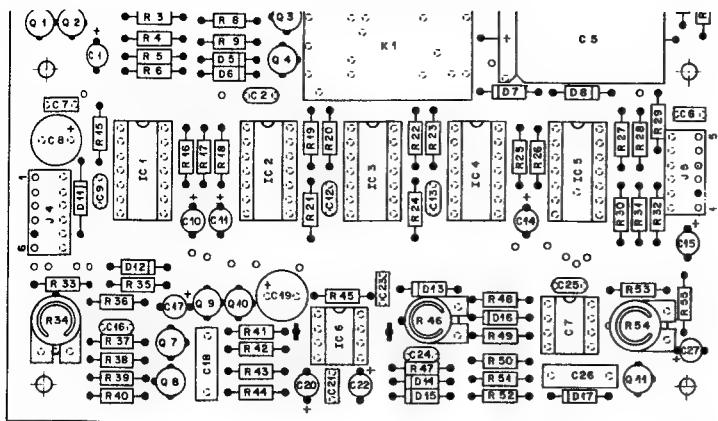 Q1 Q2
R3
R8
Q3
K1
C5
R4
R9
C1
R5
D5
Q4
R6
D6
D7
D8
C7
C2
C6
C8
R15
IC1
R16
R17
R18
IC2
R19
R20
IC3
R22
R23
IC4
R25
R26
IC5
R27
R28
R29
J5
5
1
1
J4
6
D11
C9
C10
C11
R21
C12
R24
C13
C14
R30
R31
R32
C15
R33
D12
R35
R34
R36
C17
Q9
Q10
C19
R45
C23
D13
R46
R48
D16
R49
C25
C7
R53
R54
R55
C16
R37
Q7
C18
R41
R42
IC6
C24
R38
R47
R50
C27
R39
Q8
R43
C20
C21
C22
D14
R51
C26
Q11
R40
R44
D15
R52
D17